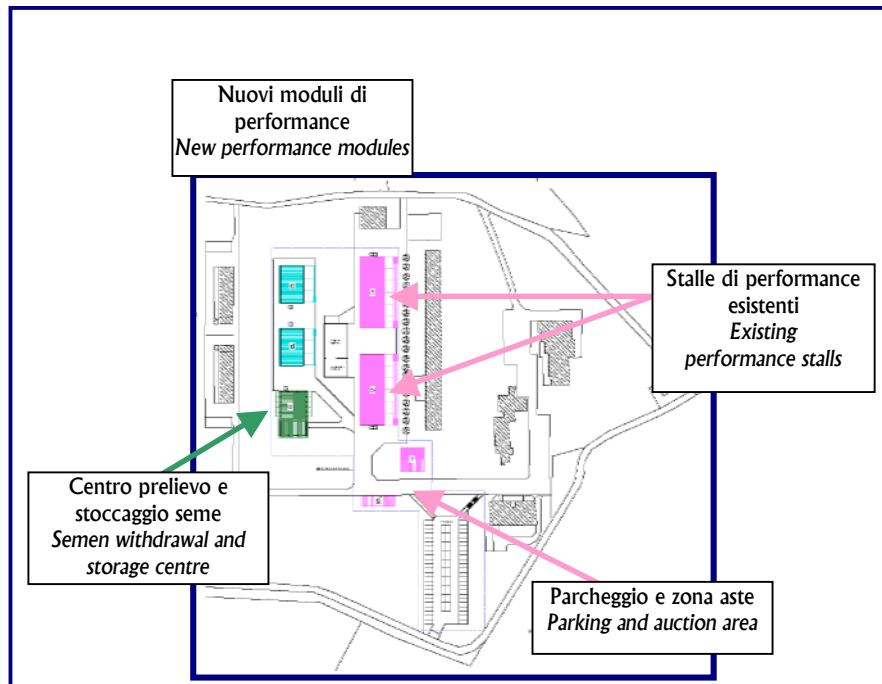 Nuovi moduli di
performance
New performance modules
Stalle di performance
esistenti
Existing
performance stalls
Centro prelievo e
stoccaggio seme
Semen withdrawal and
storage centre
Parcheggio e zona aste
Parking and auction area